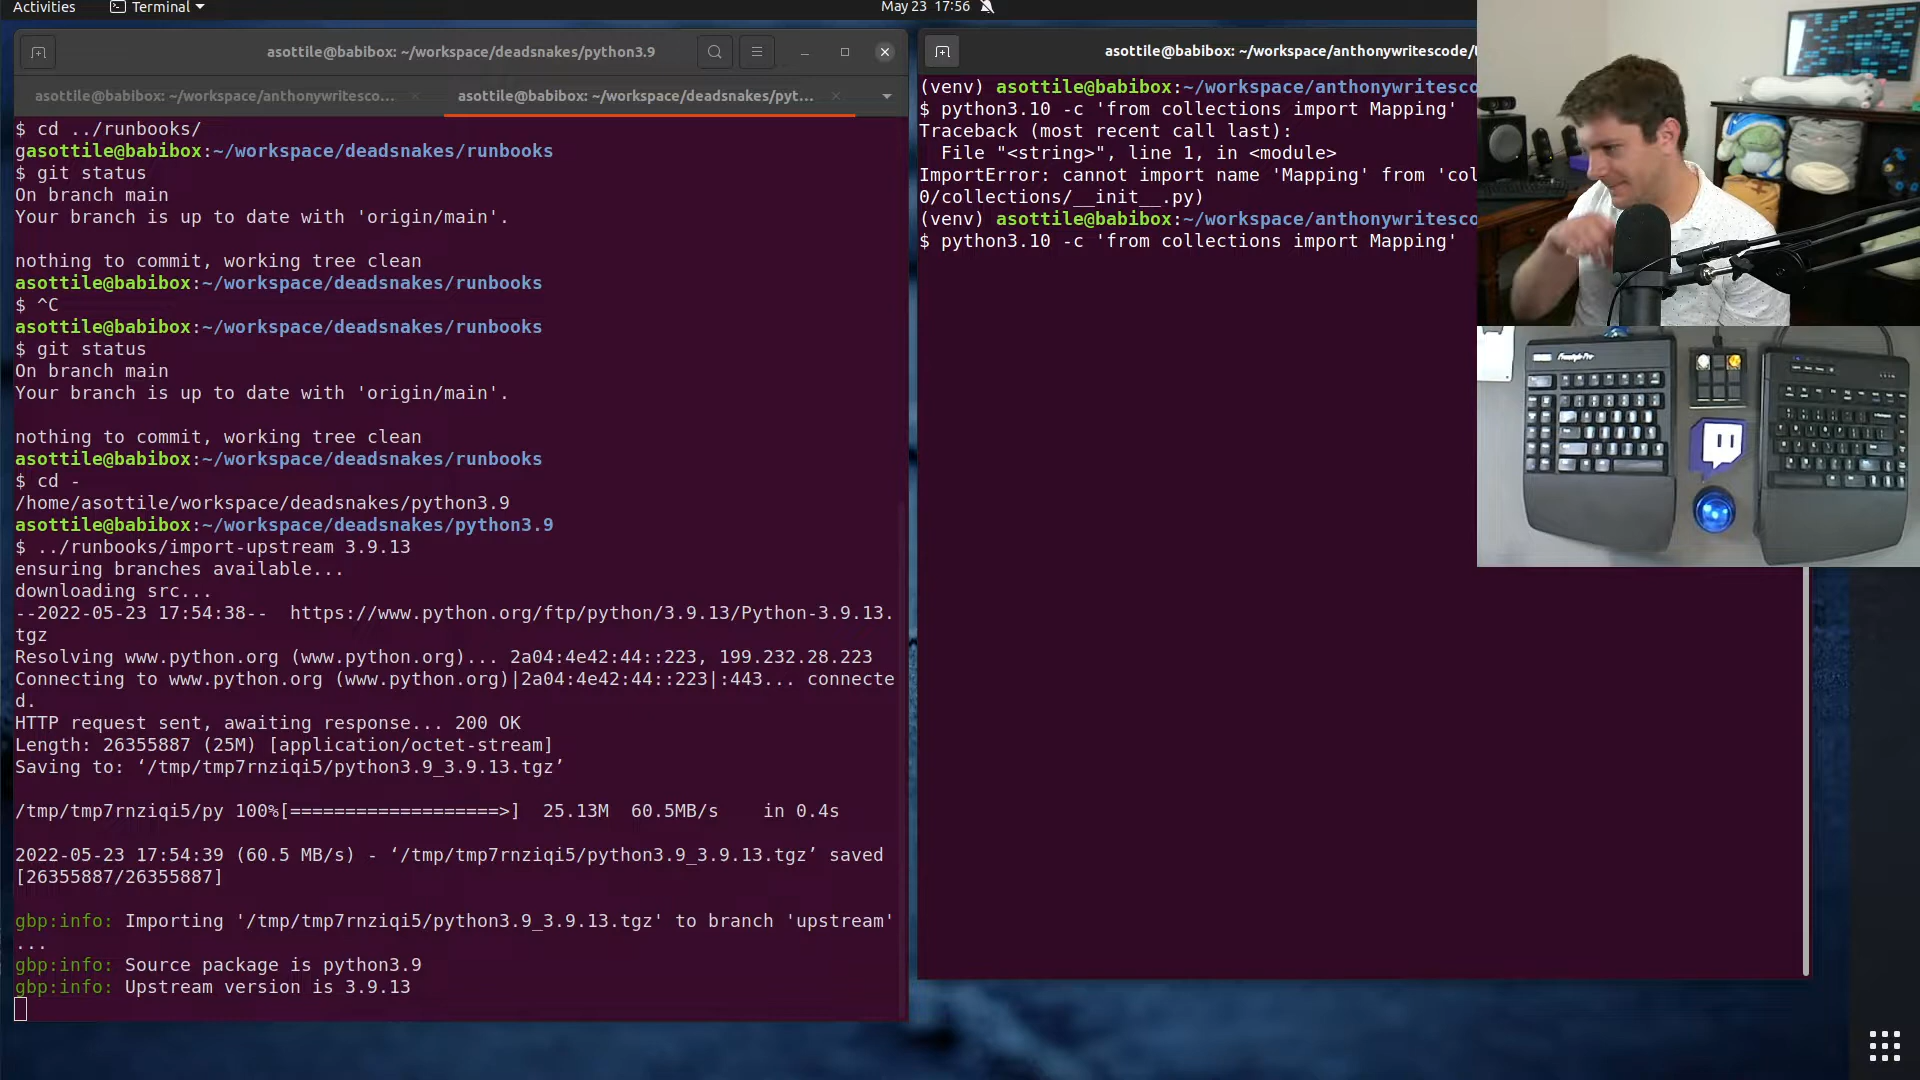 Activities
Terminal
May 23 17:56
asottile@babibox: ~/workspace/deadsnakes/python3.9
asottile@babibox: ~/workspace/anthonywritesco...
asottile@babibox: ~/workspace/deadsnakes/pyt...
$ cd ../runbooks/
gasottile@babibox:~/workspace/deadsnakes/runbooks
$ git status
On branch main
Your branch is up to date with 'origin/main'.
nothing to commit, working tree clean
asottile@babibox:~/workspace/deadsnakes/runbooks
$ ^C
asottile@babibox:~/workspace/deadsnakes/runbooks
$ git status
On branch main
Your branch is up to date with 'origin/main'.
nothing to commit, working tree clean
asottile@babibox:~/workspace/deadsnakes/runbooks
$ cd -
/home/asottile/workspace/deadsnakes/python3.9
asottile@babibox:~/workspace/deadsnakes/python3.9
$ ../runbooks/import-upstream 3.9.13
ensuring branches available...
downloading src...
--2022-05-23 17:54:38--  https://www.python.org/ftp/python/3.9.13/Python-3.9.13.
tgz
Resolving www.python.org (www.python.org)... 2a04:4e42:44::223, 199.232.28.223
Connecting to www.python.org (www.python.org)|2a04:4e42:44::223|:443... connecte
d.
HTTP request sent, awaiting response... 200 OK
Length: 26355887 (25M) [application/octet-stream]
Saving to: ‘/tmp/tmp7rnziqi5/python3.9_3.9.13.tgz’
/tmp/tmp7rnziqi5/py 100%[===================>]  25.13M  60.5MB/s    in 0.4s
2022-05-23 17:54:39 (60.5 MB/s) - ‘/tmp/tmp7rnziqi5/python3.9_3.9.13.tgz’ saved
[26355887/26355887]
gbp:info: Importing '/tmp/tmp7rnziqi5/python3.9_3.9.13.tgz' to branch 'upstream'
...
gbp:info: Source package is python3.9
gbp:info: Upstream version is 3.9.13
asottile@babibox: ~/workspace/anthonywritescode/
(venv) asottile@babibox:~/workspace/anthonywritesco
$ python3.10 -c 'from collections import Mapping'
Traceback (most recent call last):
  File "<string>", line 1, in <module>
ImportError: cannot import name 'Mapping' from 'col
0/collections/__init__.py)
(venv) asottile@babibox:~/workspace/anthonywritesco
$ python3.10 -c 'from collections import Mapping'
Freestyle Pro